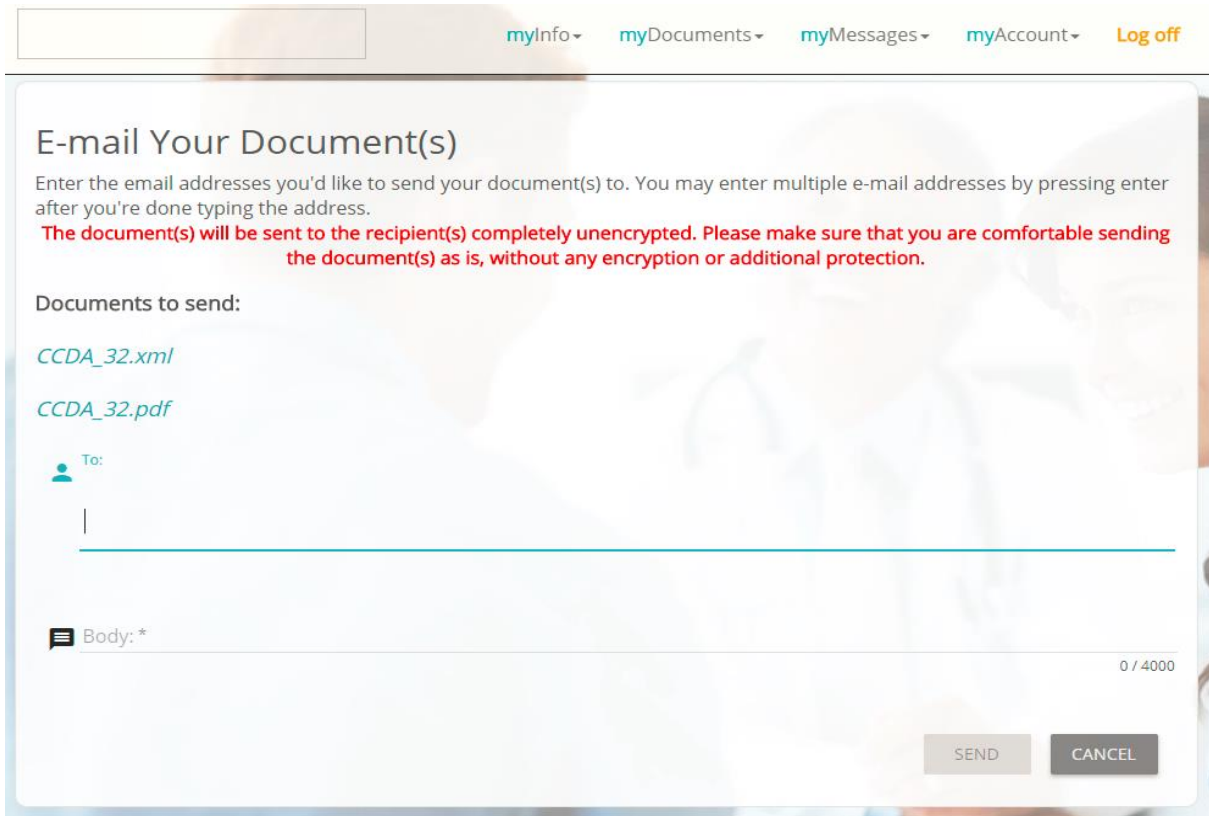 myInfo myDocuments myMessages myAccount Log off
E-mail Your Document(s)
Enter the email addresses you'd like to send your document(s) to. You may enter multiple e-mail addresses by pressing enter
after you're done typing the address.
The document(s) will be sent to the recipient(s) completely unencrypted. Please make sure that you are comfortable sending
the document(s) as is, without any encryption or additional protection.
Documents to send:
CCDA_32.xml
CCDA_32.pdf
To:
Body: *
0 / 4000
SEND CANCEL